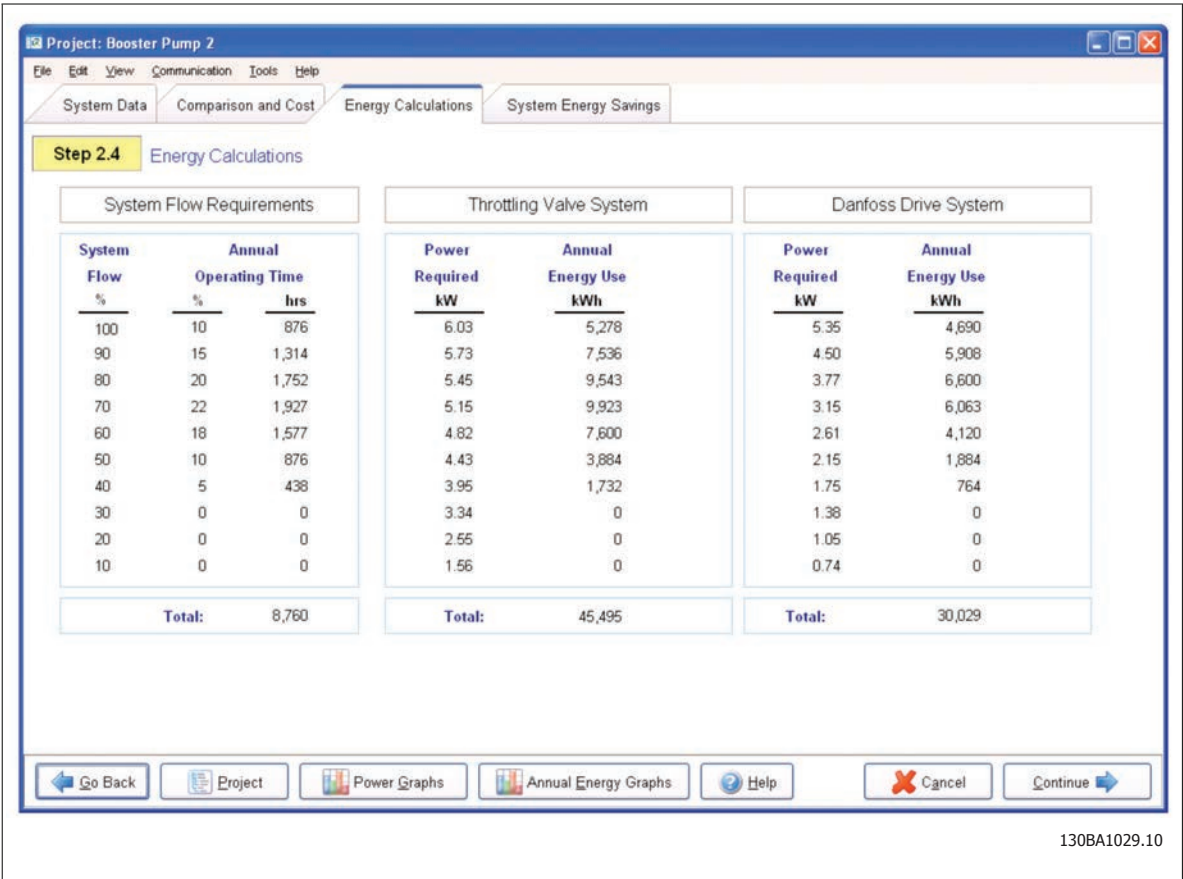 Project: Booster Pump 2
File Edit View Communication Tools Help
System Data Comparison and Cost Energy Calculations System Energy Savings
Step 2.4 Energy Calculations
System Flow Requirements Throttling Valve System Danfoss Drive System
System Annual Power Annual Power Annual
Flow Operating Time Required Energy Use Required Energy Use
% % hrs kW kWh kW kWh
100 10 876 6.03 5,278 5.35 4,690
90 15 1,314 5.73 7,536 4.50 5,908
80 20 1,752 5.45 9,543 3.77 6,600
70 22 1,927 5.15 9,923 3.15 6,063
60 18 1,577 4.82 7,600 2.61 4,120
50 10 876 4.43 3,884 2.15 1,884
40 5 438 3.95 1,732 1.75 764
30 0 0 3.34 0 1.38 0
20 0 0 2.55 0 1.05 0
10 0 0 1.56 0 0.74 0
Total: 8,760 Total: 45,495 Total: 30,029
Go Back Project Power Graphs Annual Energy Graphs Help Cancel Continue
130BA1029.10